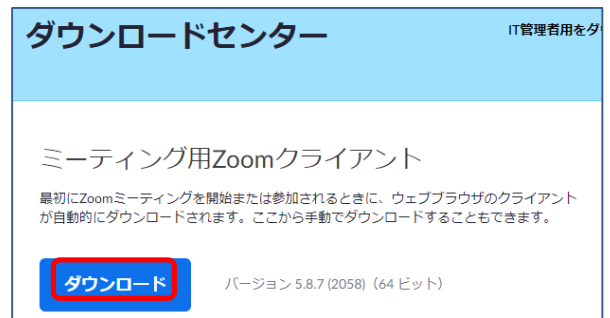 ダウンロードセンター
IT管理者用をダ
ミーティング用Zoomクライアント
最初にZoomミーティングを開始または参加されるときに、ウェブブラウザのクライアント
が自動的にダウンロードされます。ここから手動でダウンロードすることもできます。
ダウンロード
バージョン 5.8.7 (2058)（64 ビット）